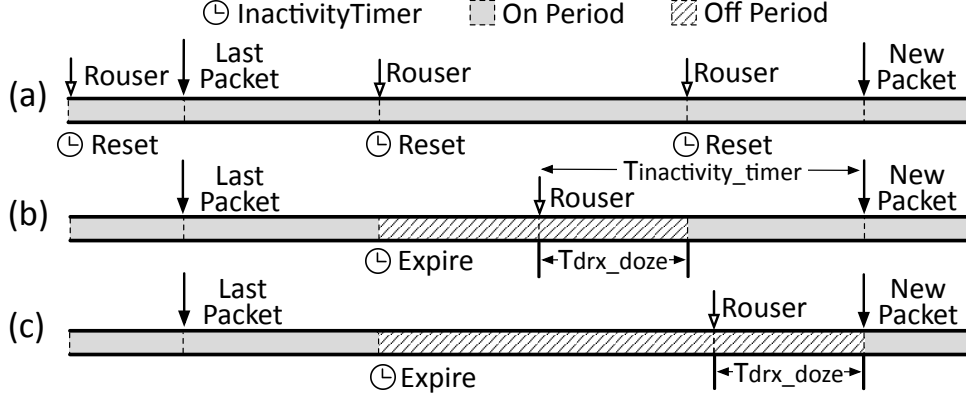 InactivityTimer On Period Off Period
Rouser Last Packet Rouser Rouser New Packet
(a)
Reset Reset Reset
Last Packet Tinactivity_timer New Packet
Rouser
(b)
Expire Tdrx_doze
Last Packet Rouser New Packet
(c)
Expire Tdrx_doze